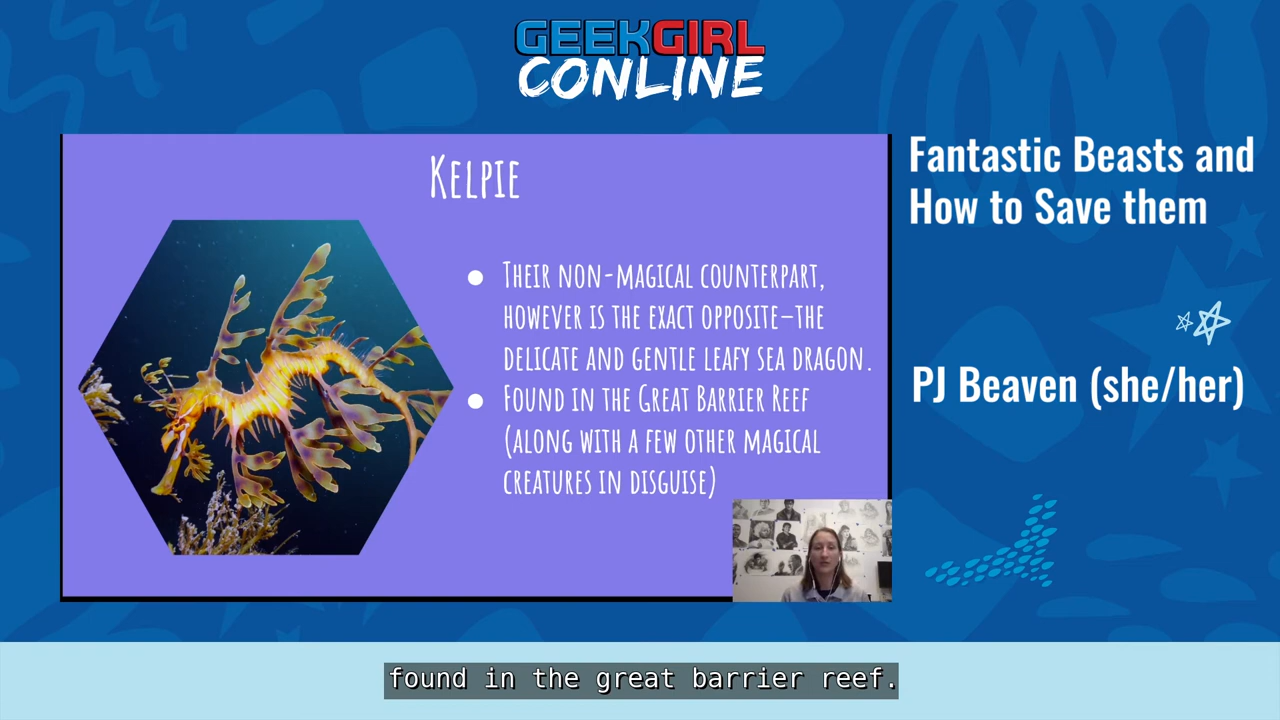 GEEKGIRL
CONLINE
Fantastic Beasts and
How to Save them
PJ Beaven (she/her)
Kelpie
● Their non-magical counterpart,
however is the exact opposite–the
delicate and gentle leafy sea dragon.
● Found in the Great Barrier Reef
(along with a few other magical
creatures in disguise)
found in the great barrier reef.